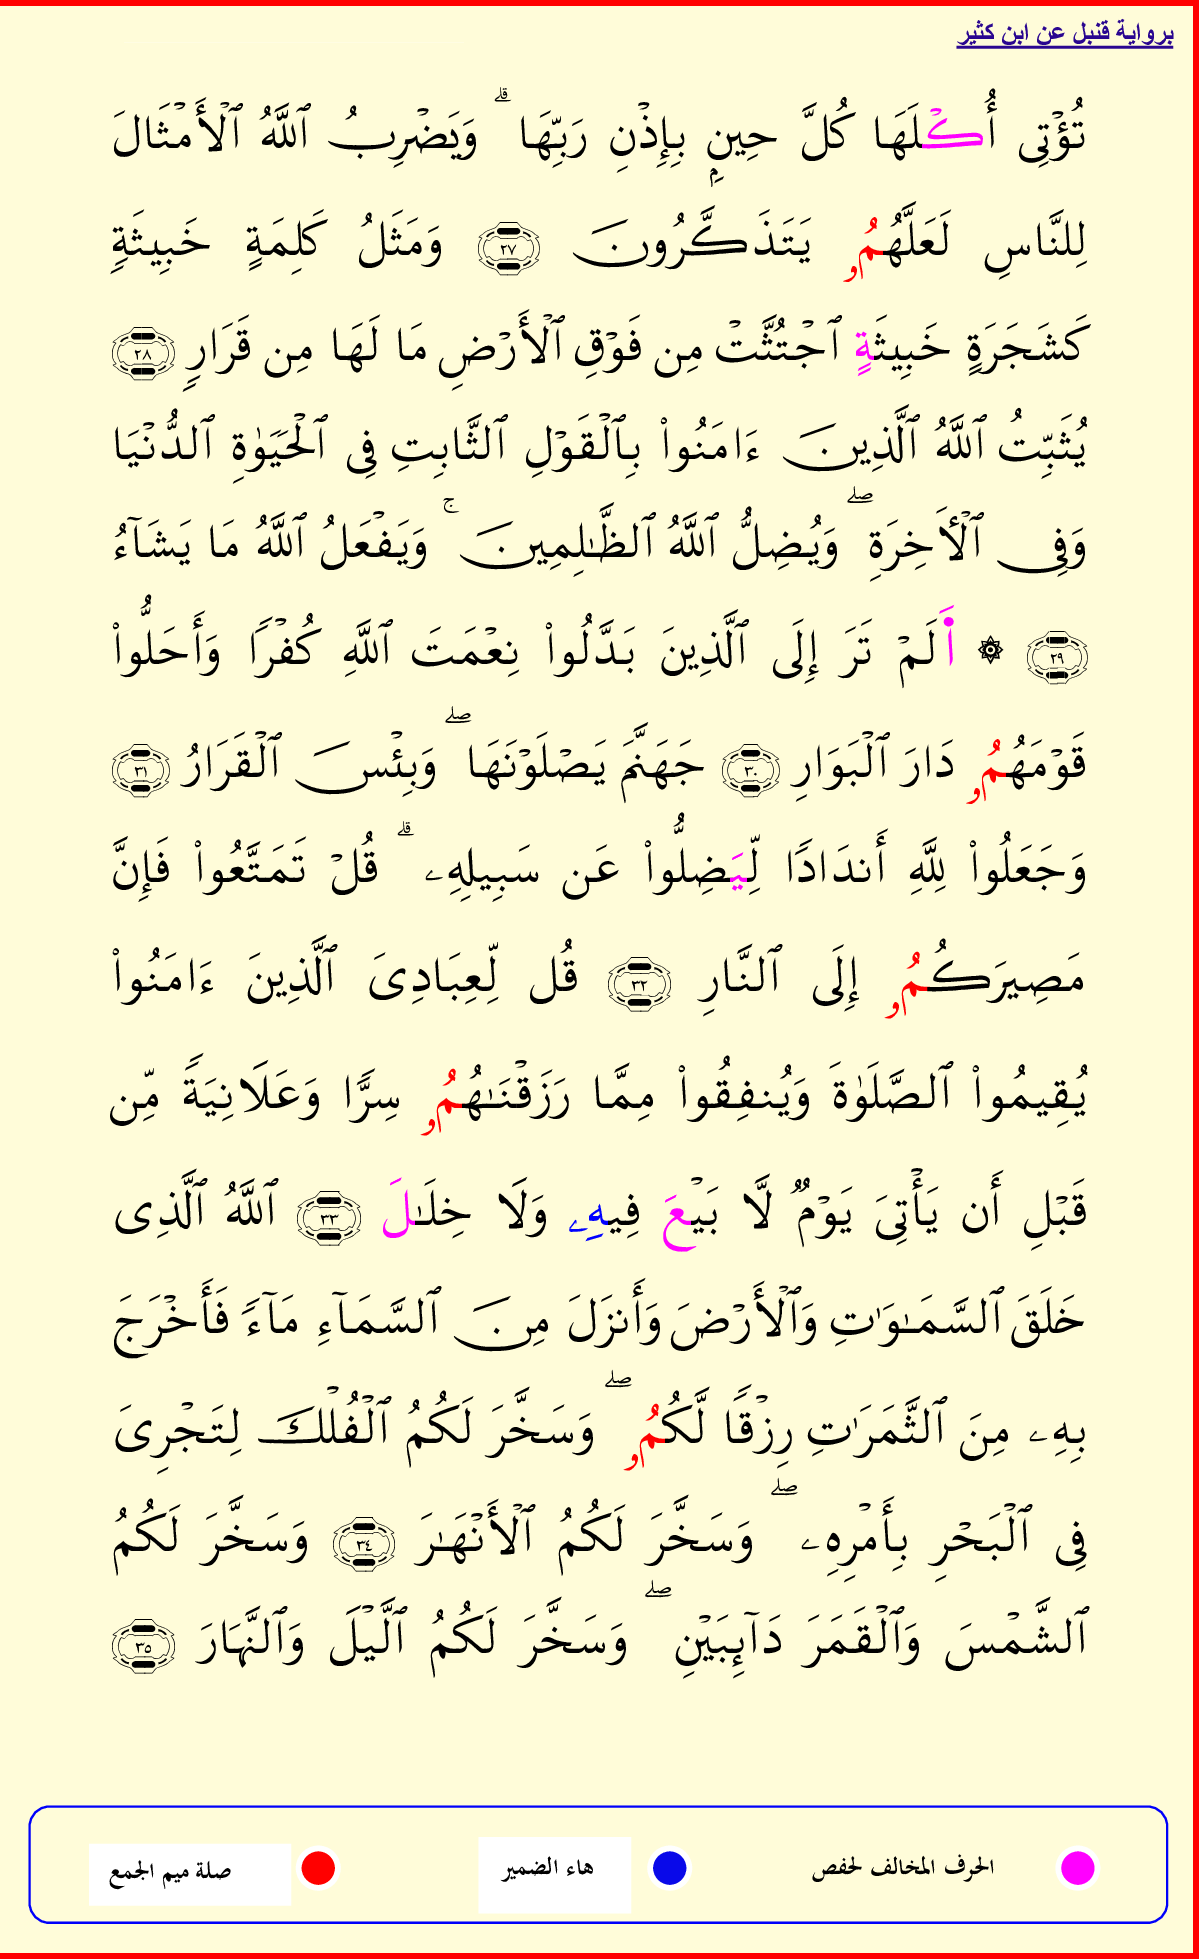 برواية قنبل عن ابن كثير
تُؤْتِى أُكْلَهَا كُلَّ حِينٍۭ بِإِذْنِ رَبِّهَا ۗ وَيَضْرِبُ ٱللَّهُ ٱلْأَمْثَالَ
لِلنَّاسِ لَعَلَّهُمُۥ يَتَذَكَّرُونَ ٢٧ وَمَثَلُ كَلِمَةٍ خَبِيثَةٍ
كَشَجَرَةٍ خَبِيثَةٍ ٱجْتُثَّتْ مِن فَوْقِ ٱلْأَرْضِ مَا لَهَا مِن قَرَارٍ ٢٨
يُثَبِّتُ ٱللَّهُ ٱلَّذِينَ ءَامَنُوا۟ بِٱلْقَوْلِ ٱلثَّابِتِ فِى ٱلْحَيَوٰةِ ٱلدُّنْيَا
وَفِى ٱلْأَخِرَةِ ۖ وَيُضِلُّ ٱللَّهُ ٱلظَّـٰلِمِينَ ۚ وَيَفْعَلُ ٱللَّهُ مَا يَشَآءُ
٢٩ ۞ أَلَمْ تَرَ إِلَى ٱلَّذِينَ بَدَّلُوا۟ نِعْمَتَ ٱللَّهِ كُفْرًا وَأَحَلُّوا۟
قَوْمَهُمُۥ دَارَ ٱلْبَوَارِ ٣٠ جَهَنَّمَ يَصْلَوْنَهَا ۖ وَبِئْسَ ٱلْقَرَارُ ٣١
وَجَعَلُوا۟ لِلَّهِ أَندَادًا لِّيَضِلُّوا۟ عَن سَبِيلِهِۦ ۗ قُلْ تَمَتَّعُوا۟ فَإِنَّ
مَصِيرَكُمُۥ إِلَى ٱلنَّارِ ٣٢ قُل لِّعِبَادِىَ ٱلَّذِينَ ءَامَنُوا۟
يُقِيمُوا۟ ٱلصَّلَوٰةَ وَيُنفِقُوا۟ مِمَّا رَزَقْنَـٰهُمُۥ سِرًّا وَعَلَانِيَةً مِّن
قَبْلِ أَن يَأْتِىَ يَوْمٌ لَّا بَيْعَ فِيهِۦ وَلَا خِلَـٰلَ ٣٣ ٱللَّهُ ٱلَّذِى
خَلَقَ ٱلسَّمَـٰوَٰتِ وَٱلْأَرْضَ وَأَنزَلَ مِنَ ٱلسَّمَآءِ مَآءً فَأَخْرَجَ
بِهِۦ مِنَ ٱلثَّمَرَٰتِ رِزْقًا لَّكُمُۥ ۖ وَسَخَّرَ لَكُمُ ٱلْفُلْكَ لِتَجْرِىَ
فِى ٱلْبَحْرِ بِأَمْرِهِۦ ۖ وَسَخَّرَ لَكُمُ ٱلْأَنْهَـٰرَ ٣٤ وَسَخَّرَ لَكُمُ
ٱلشَّمْسَ وَٱلْقَمَرَ دَآئِبَيْنِ ۖ وَسَخَّرَ لَكُمُ ٱلَّيْلَ وَٱلنَّهَارَ ٣٥
الحرف المخالف لحفص هاء الضمير صلة ميم الجمع